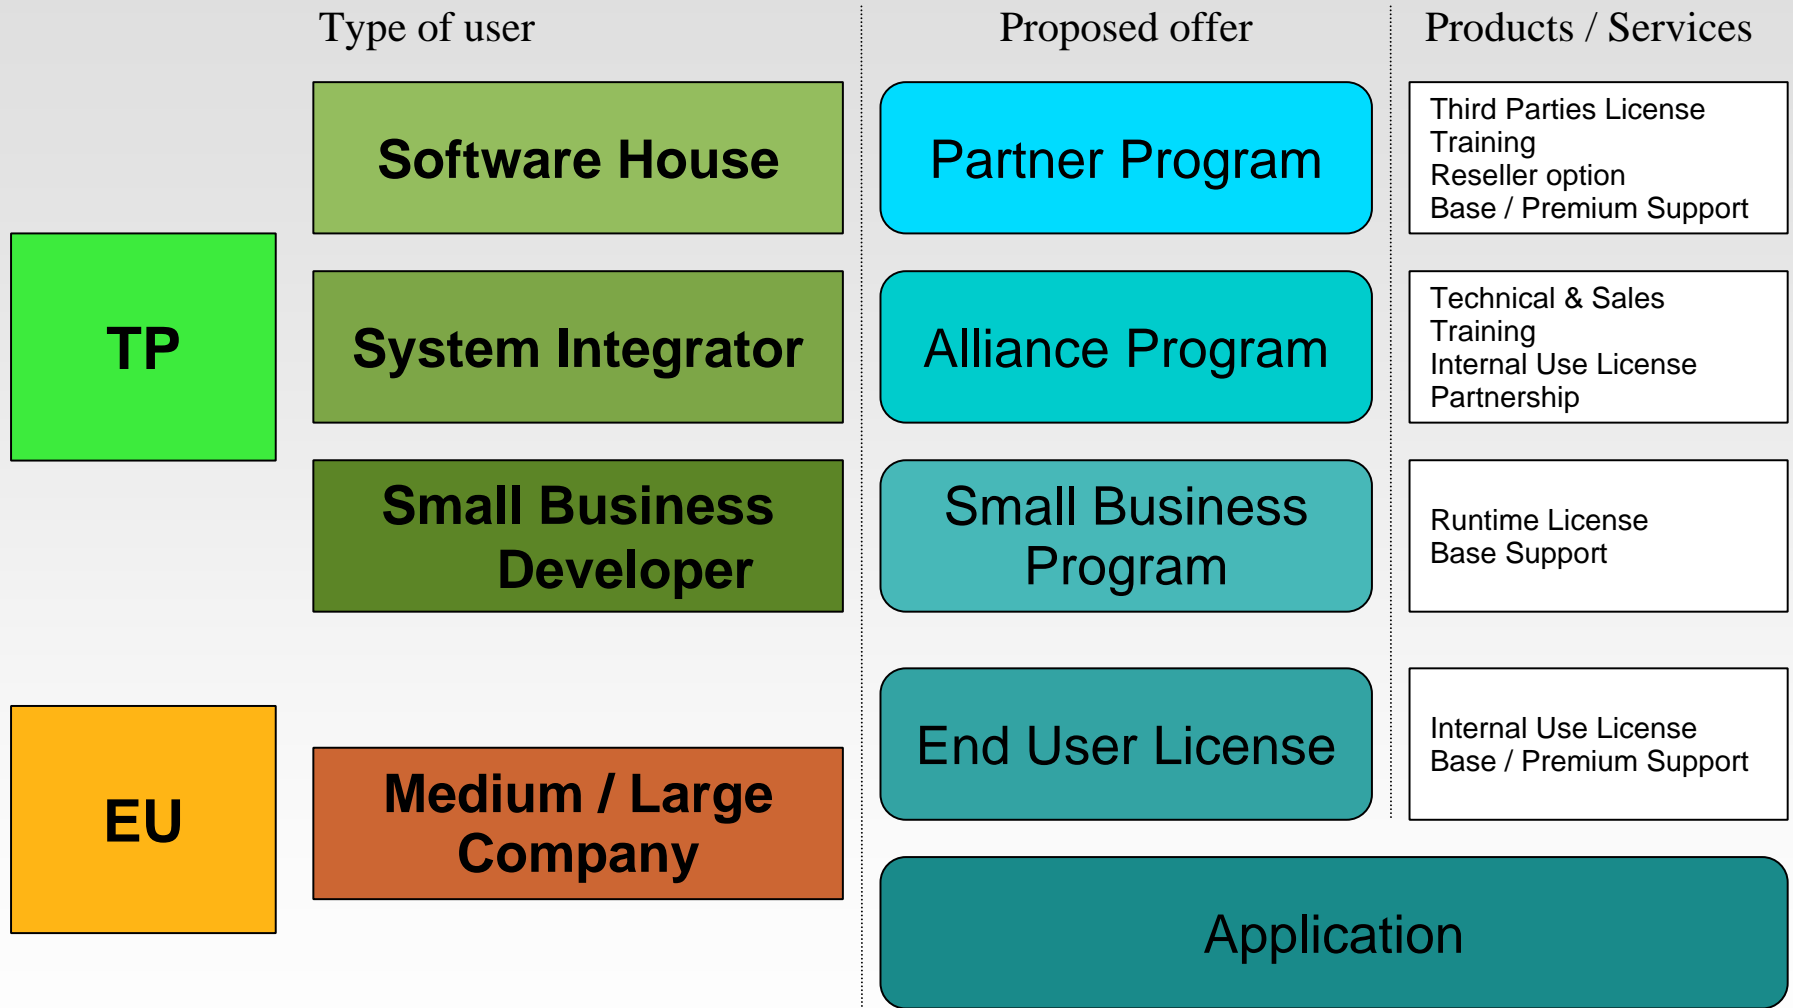 Type of user
Proposed offer
Products / Services
Software House
Partner Program
Third Parties License
Training
Reseller option
Base / Premium Support
TP
System Integrator
Alliance Program
Technical & Sales
Training
Internal Use License
Partnership
Small Business
Developer
Small Business
Program
Runtime License
Base Support
EU
Medium / Large
Company
End User License
Internal Use License
Base / Premium Support
Application